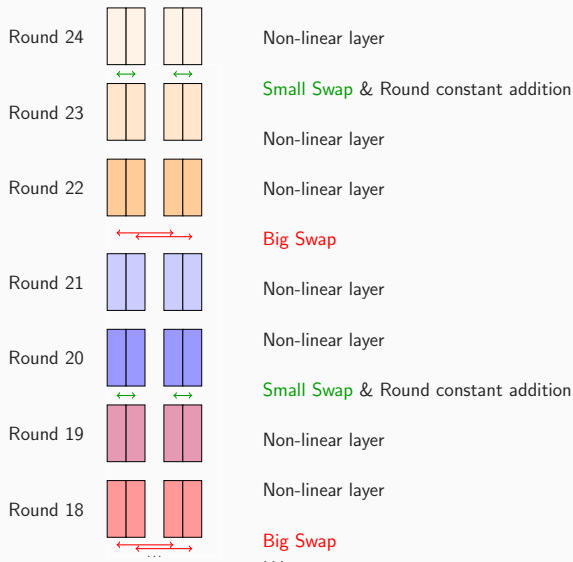 Round 24
Non-linear layer
Small Swap & Round constant addition
Round 23
Non-linear layer
Round 22
Non-linear layer
Big Swap
Round 21
Non-linear layer
Non-linear layer
Round 20
Small Swap & Round constant addition
Round 19
Non-linear layer
Non-linear layer
Round 18
Big Swap
...